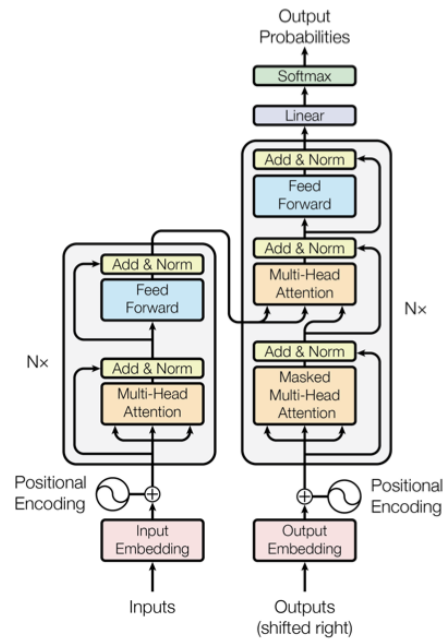 Output
Probabilities
Softmax
Linear
Add & Norm
Feed
Forward
Add & Norm
Multi-Head
Attention
Add & Norm
Masked
Multi-Head
Attention
Nx
Add & Norm
Feed
Forward
Add & Norm
Multi-Head
Attention
Nx
Positional
Encoding
Positional
Encoding
Input
Embedding
Output
Embedding
Inputs
Outputs
(shifted right)